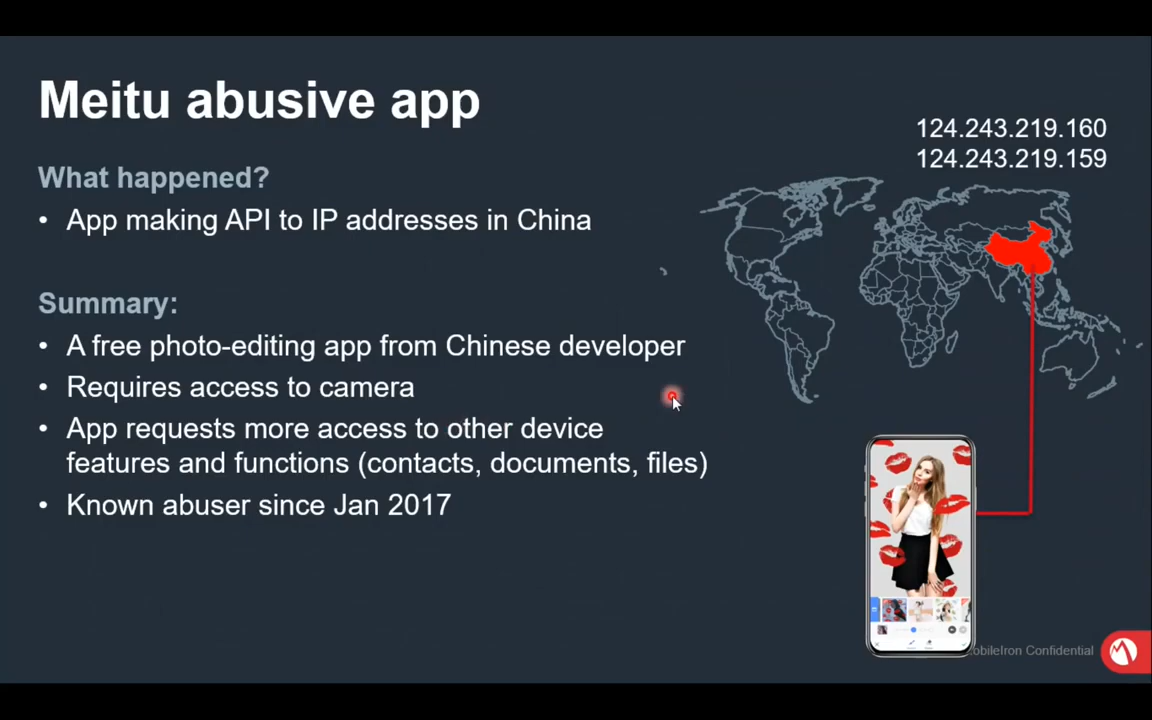 Meitu abusive app
124.243.219.160
124.243.219.159
What happened?
• App making API to IP addresses in China
Summary:
• A free photo-editing app from Chinese developer
• Requires access to camera
• App requests more access to other device
features and functions (contacts, documents, files)
• Known abuser since Jan 2017
Confidential